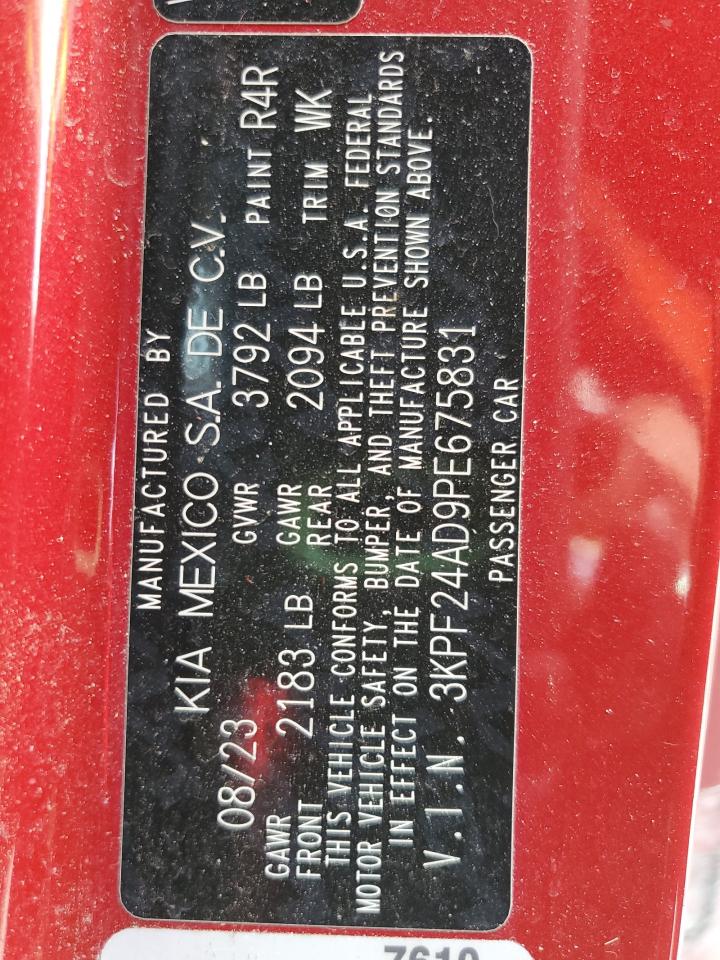 MANUFACTURED BY
KIA MEXICO S.A. DE C.V.
08/23 GVWR 3792 LB PAINT R4R
GAWR FRONT 2183 LB GAWR REAR 2094 LB TRIM WK
THIS VEHICLE CONFORMS TO ALL APPLICABLE U.S.A. FEDERAL
MOTOR VEHICLE SAFETY, BUMPER, AND THEFT PREVENTION STANDARDS
IN EFFECT ON THE DATE OF MANUFACTURE SHOWN ABOVE.
V.I.N. 3KPF24AD9PE675831
PASSENGER CAR